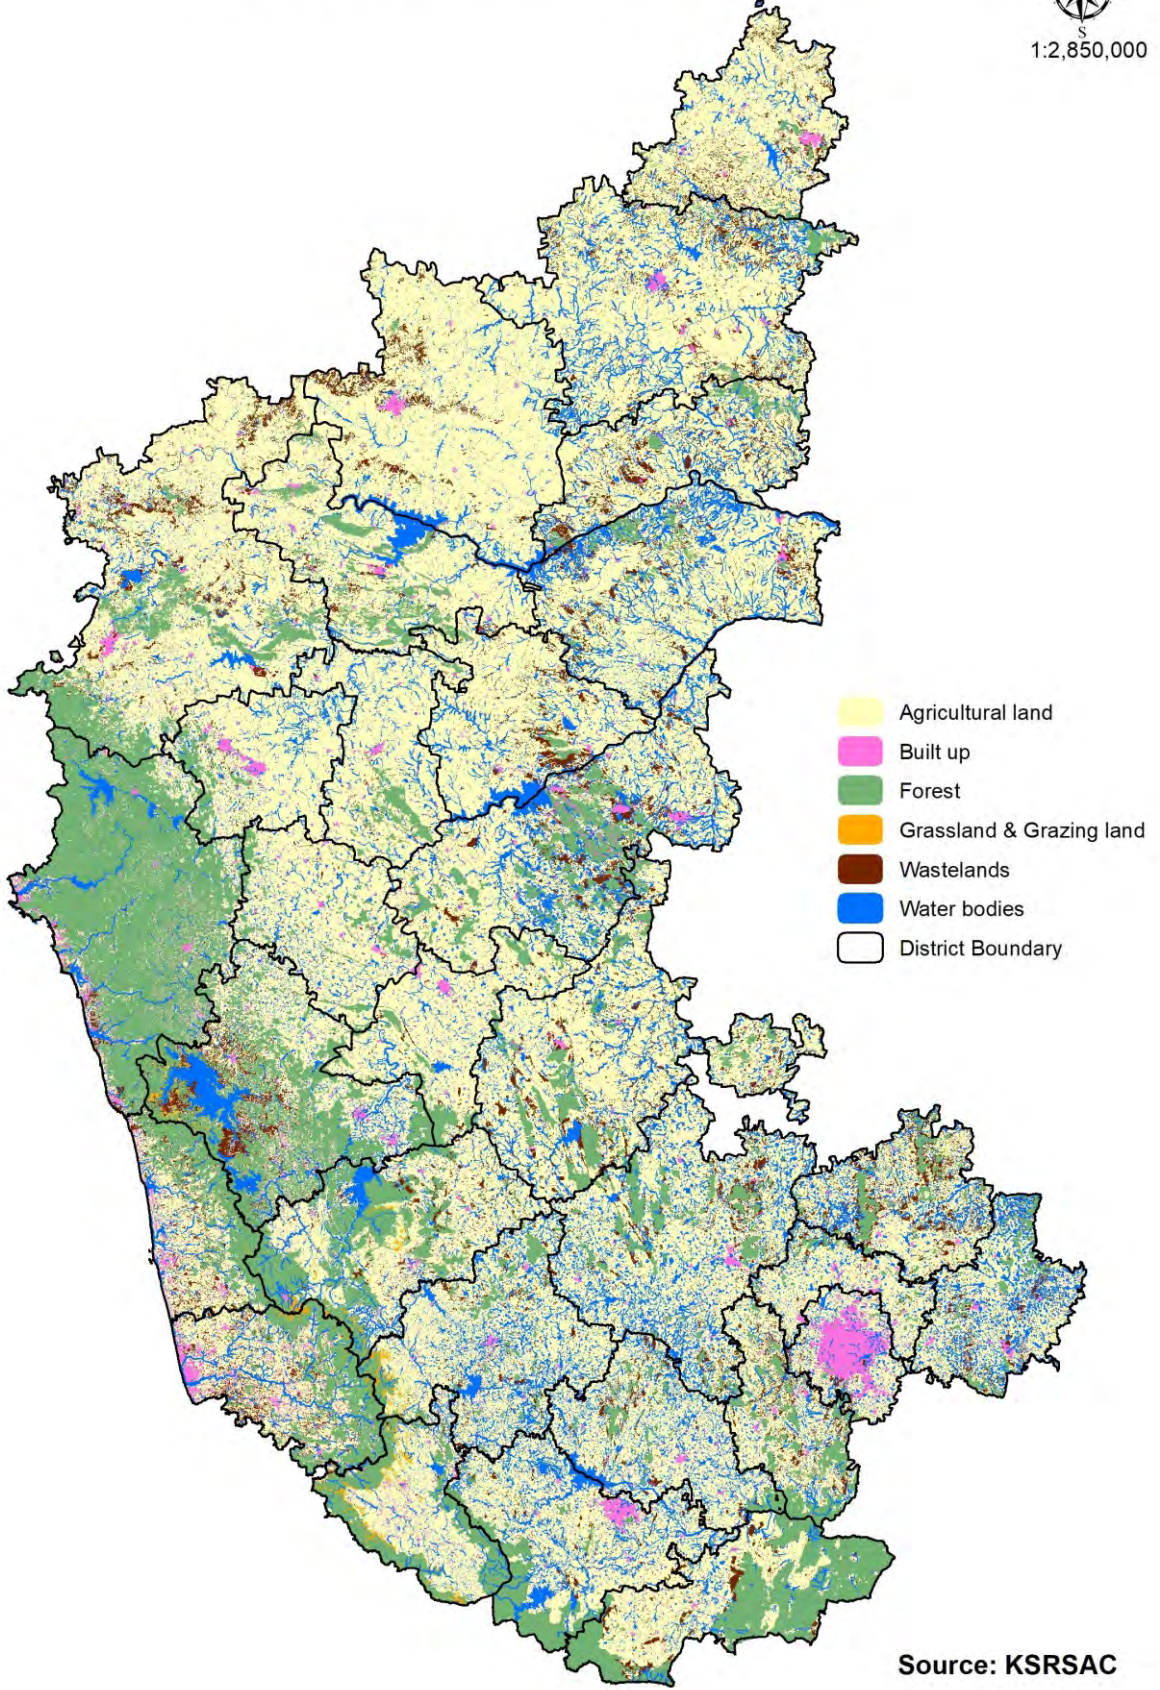 S
1:2,850,000
Agricultural land
Built up
Forest
Grassland & Grazing land
Wastelands
Water bodies
District Boundary
Source: KSRSAC